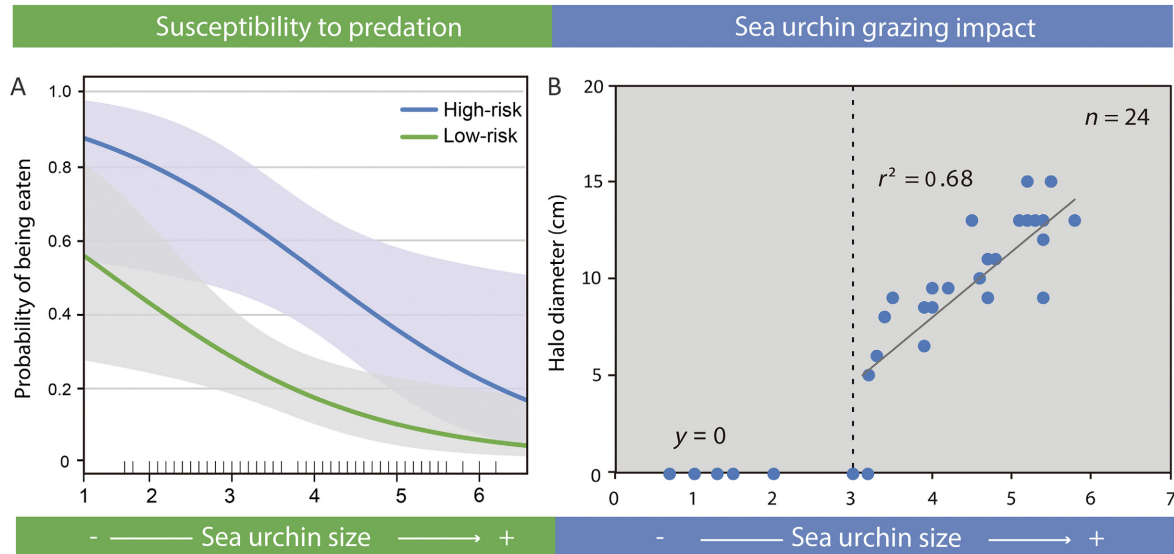 Susceptibility to predation
Sea urchin grazing impact
A
1.0
0.8
0.6
0.4
0.2
0
Probability of being eaten
High-risk
Low-risk
1 2 3 4 5 6
B
20
15
10
5
0
Halo diameter (cm)
n = 24
r² = 0.68
y = 0
0 1 2 3 4 5 6 7
- Sea urchin size +
- Sea urchin size +